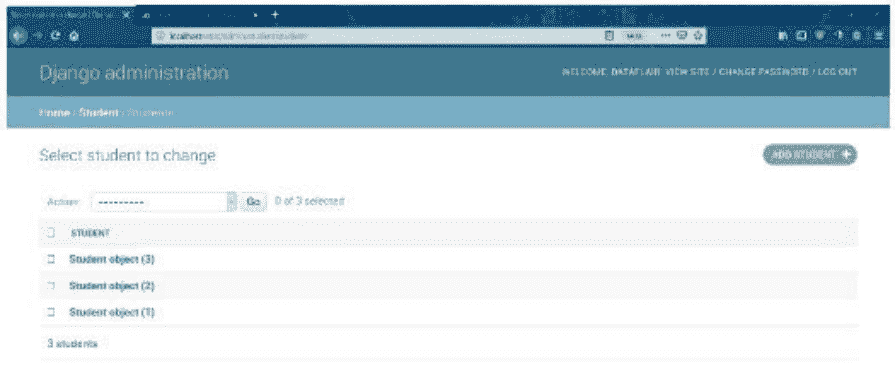 Django administration
WELCOME, DATAFLAIR. VIEW SITE / CHANGE PASSWORD / LOG OUT
Home › Student › Students
Select student to change
ADD STUDENT +
Action: --------- Go 0 of 3 selected
STUDENT
Student object (3)
Student object (2)
Student object (1)
3 students